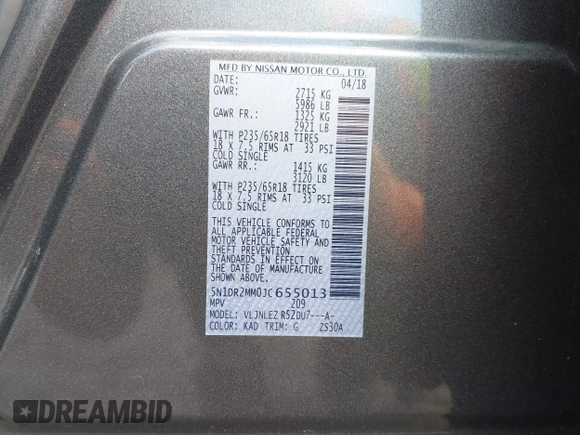 MFD BY NISSAN MOTOR CO., LTD.
DATE: 04/18
GVWR: 2715 KG
5986 LB
GAWR FR.: 1325 KG
2921 LB
WITH P235/65R18 TIRES
18 X 7.5 RIMS AT 33 PSI
COLD SINGLE
GAWR RR.: 1415 KG
3120 LB
WITH P235/65R18 TIRES
18 X 7.5 RIMS AT 33 PSI
COLD SINGLE
THIS VEHICLE CONFORMS TO
ALL APPLICABLE FEDERAL
MOTOR VEHICLE SAFETY AND
THEFT PREVENTION
STANDARDS IN EFFECT ON
THE DATE OF MANUFACTURE
SHOWN ABOVE.
5N1DR2MM0JC655013
MPV 209
MODEL: VLJNLEZ R52DU7---A-
COLOR: KAD TRIM: G ZS30A
DREAMBID